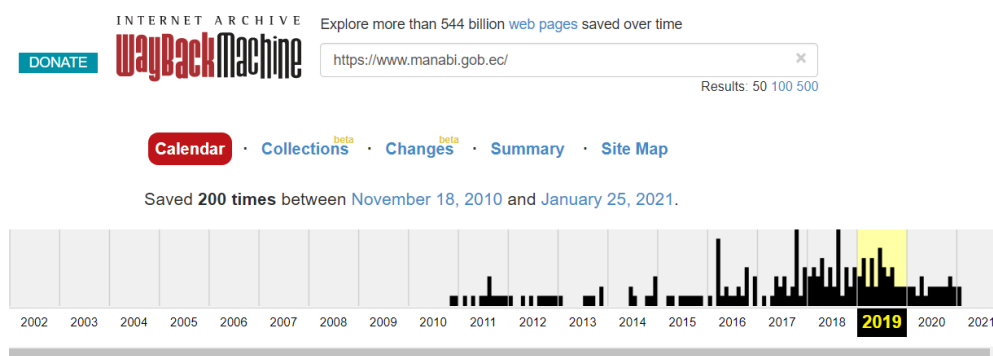 INTERNET ARCHIVE
WayBackMachine
DONATE
Explore more than 544 billion web pages saved over time
https://www.manabi.gob.ec/ ×
Results: 50 100 500
Calendar · Collections beta · Changes beta · Summary · Site Map
Saved 200 times between November 18, 2010 and January 25, 2021.
2002 2003 2004 2005 2006 2007 2008 2009 2010 2011 2012 2013 2014 2015 2016 2017 2018 2019 2020 2021